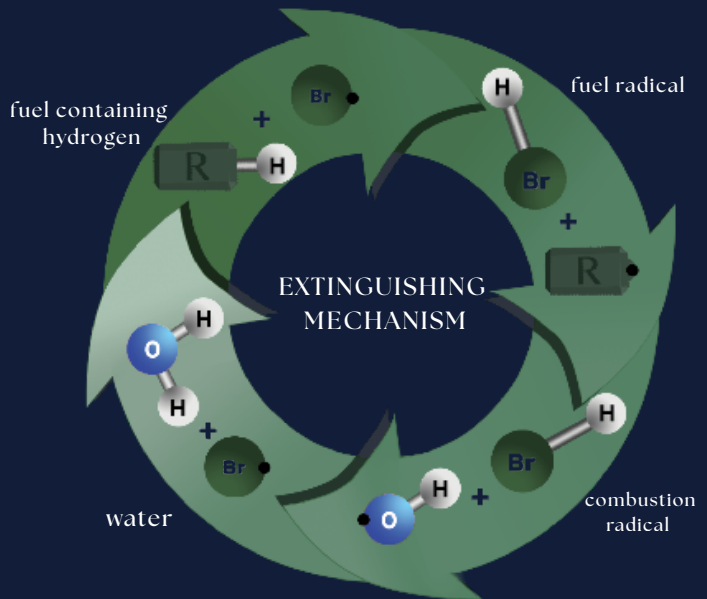 fuel containing
hydrogen
R
H
+
Br
H
Br
+
R
fuel radical
EXTINGUISHING
MECHANISM
H
Br
+
H
O
combustion
radical
O
H
H
+
Br
water